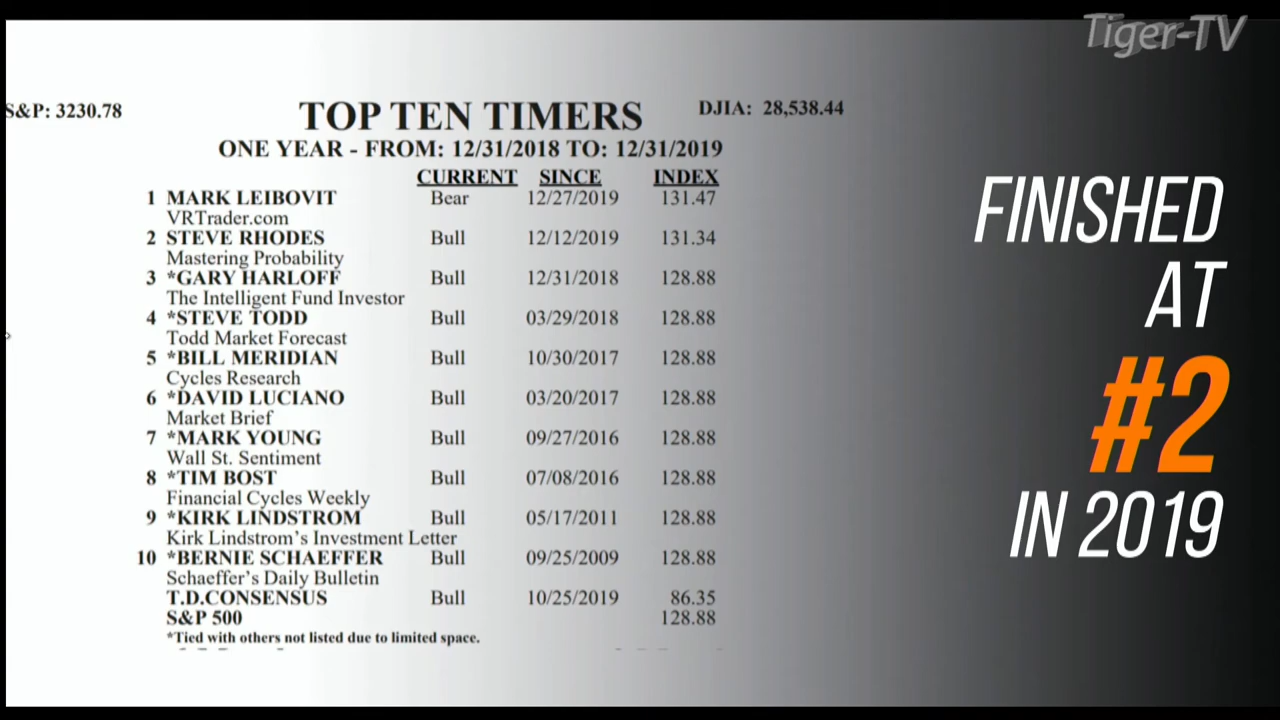 Tiger-TV
S&P: 3230.78 TOP TEN TIMERS DJIA: 28,538.44
ONE YEAR - FROM: 12/31/2018 TO: 12/31/2019
CURRENT SINCE INDEX
1 MARK LEIBOVIT Bear 12/27/2019 131.47
VRTrader.com
2 STEVE RHODES Bull 12/12/2019 131.34
Mastering Probability
3 *GARY HARLOFF Bull 12/31/2018 128.88
The Intelligent Fund Investor
4 *STEVE TODD Bull 03/29/2018 128.88
Todd Market Forecast
5 *BILL MERIDIAN Bull 10/30/2017 128.88
Cycles Research
6 *DAVID LUCIANO Bull 03/20/2017 128.88
Market Brief
7 *MARK YOUNG Bull 09/27/2016 128.88
Wall St. Sentiment
8 *TIM BOST Bull 07/08/2016 128.88
Financial Cycles Weekly
9 *KIRK LINDSTROM Bull 05/17/2011 128.88
Kirk Lindstrom's Investment Letter
10 *BERNIE SCHAEFFER Bull 09/25/2009 128.88
Schaeffer's Daily Bulletin
T.D.CONSENSUS Bull 10/25/2019 86.35
S&P 500 128.88
*Tied with others not listed due to limited space.
FINISHED
AT
#2
IN 2019